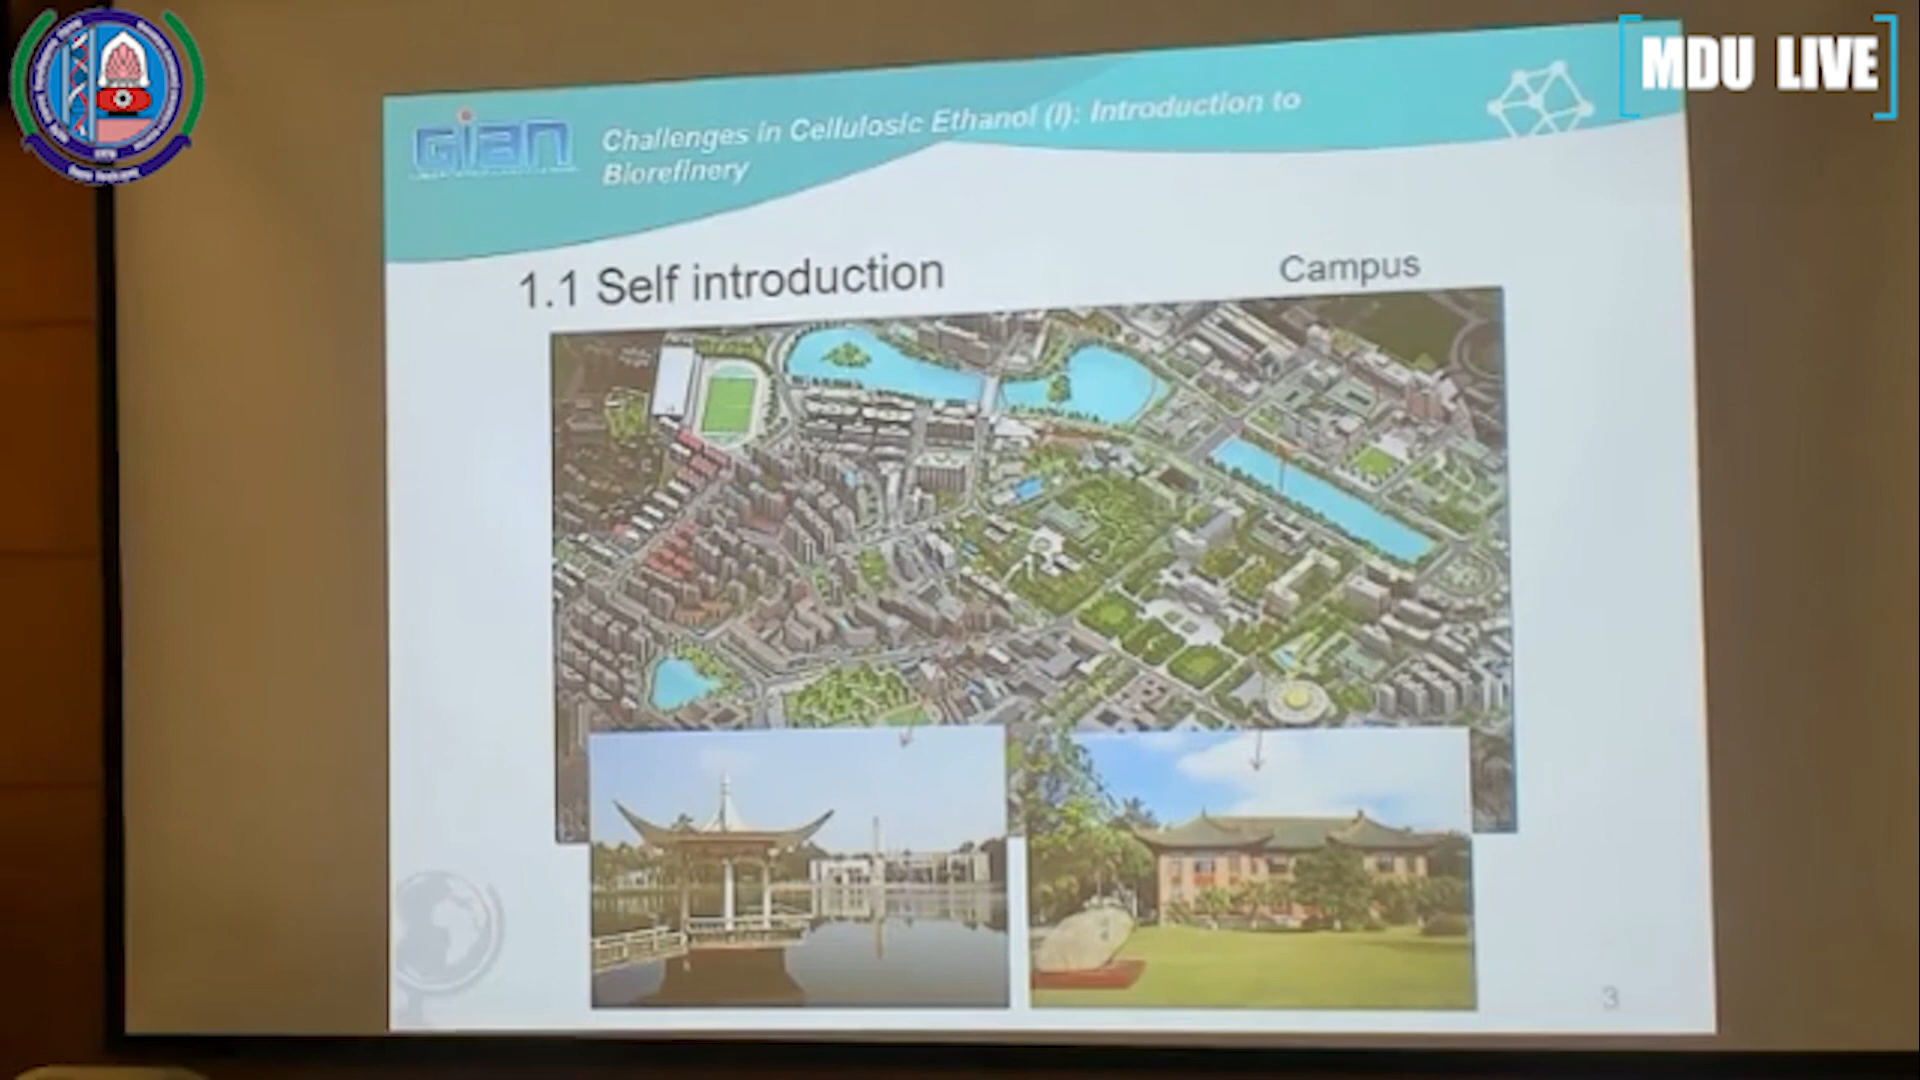 MDU LIVE
GIAN
Challenges in Cellulosic Ethanol (I): Introduction to
Biorefinery
1.1 Self introduction
Campus
3